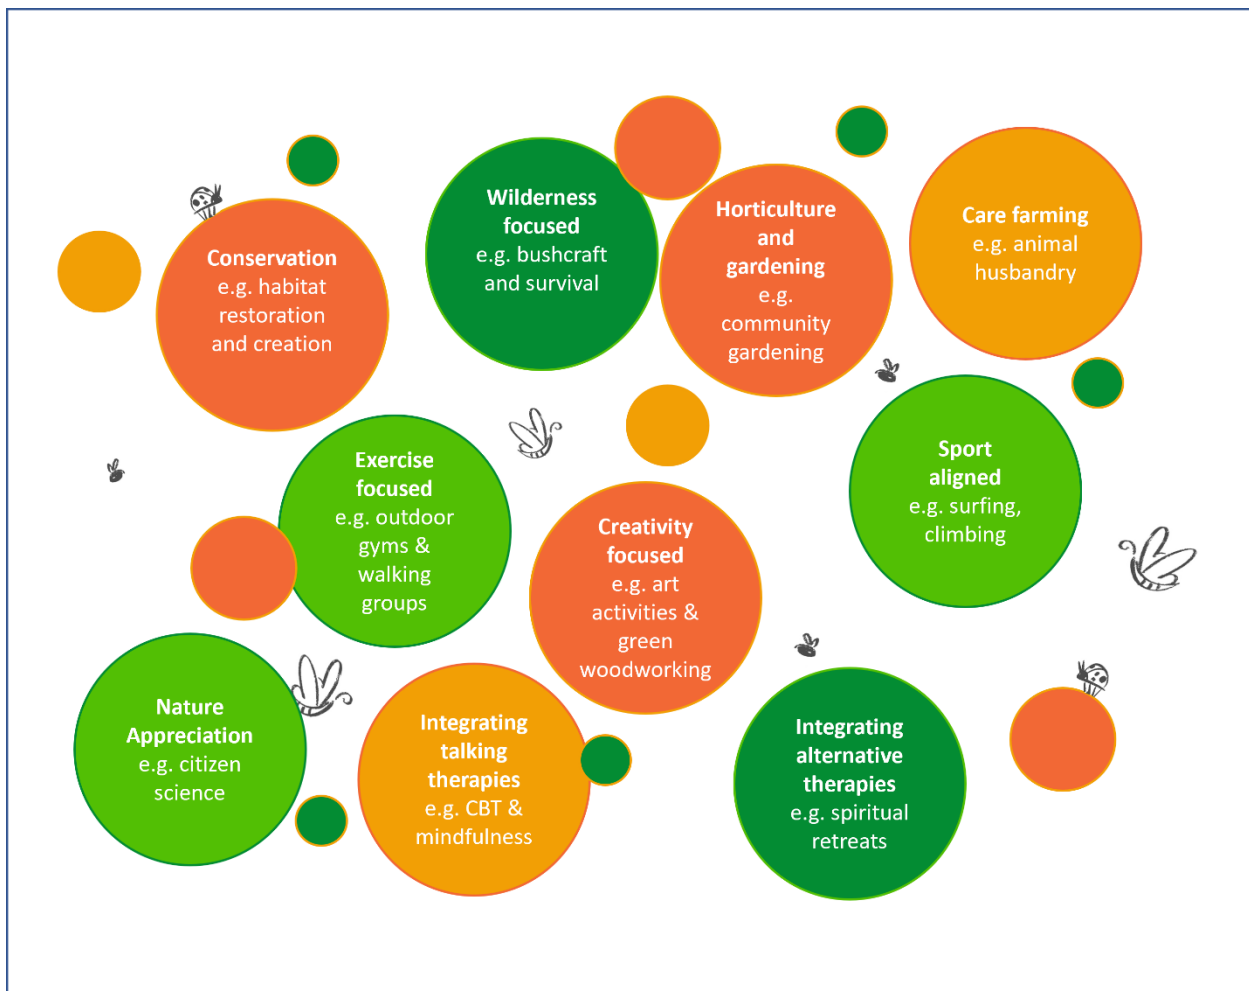 Conservation
e.g. habitat
restoration
and creation
Wilderness
focused
e.g. bushcraft
and survival
Horticulture
and
gardening
e.g.
community
gardening
Care farming
e.g. animal
husbandry
Exercise
focused
e.g. outdoor
gyms &
walking
groups
Creativity
focused
e.g. art
activities &
green
woodworking
Sport
aligned
e.g. surfing,
climbing
Nature
Appreciation
e.g. citizen
science
Integrating
talking
therapies
e.g. CBT &
mindfulness
Integrating
alternative
therapies
e.g. spiritual
retreats